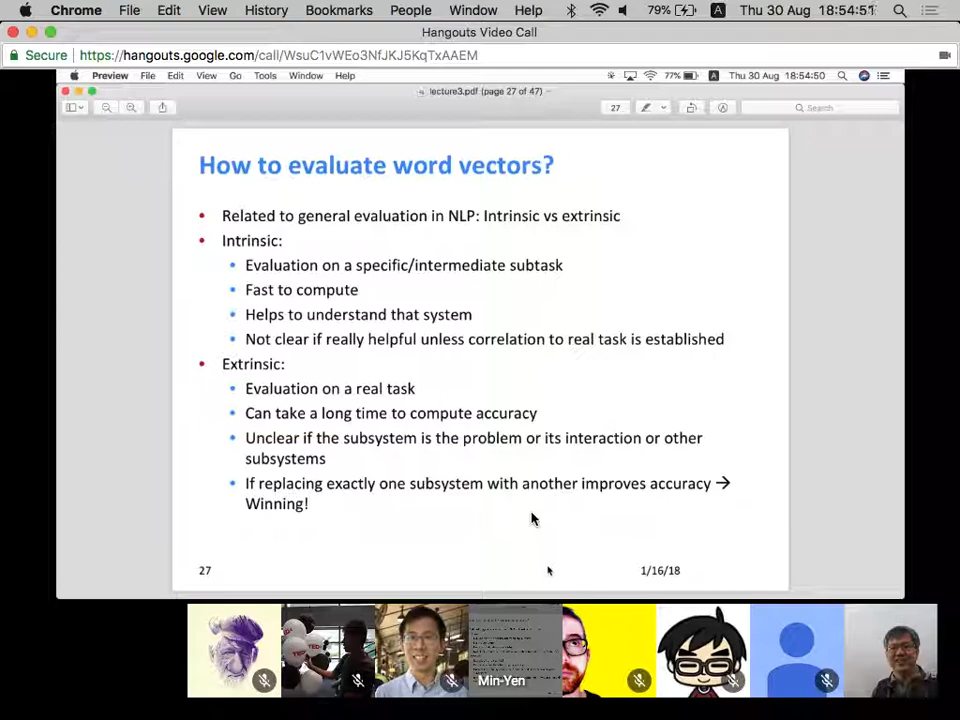 Chrome File Edit View History Bookmarks People Window Help 79% A Thu 30 Aug 18:54:51
Hangouts Video Call
Secure https://hangouts.google.com/call/WsuC1vWEo3NfJKJ5KqTxAAEM
Preview File Edit View Go Tools Window Help 77% A Thu 30 Aug 18:54:50
lecture3.pdf (page 27 of 47)
27 Search
How to evaluate word vectors?
• Related to general evaluation in NLP: Intrinsic vs extrinsic
• Intrinsic:
• Evaluation on a specific/intermediate subtask
• Fast to compute
• Helps to understand that system
• Not clear if really helpful unless correlation to real task is established
• Extrinsic:
• Evaluation on a real task
• Can take a long time to compute accuracy
• Unclear if the subsystem is the problem or its interaction or other
subsystems
• If replacing exactly one subsystem with another improves accuracy →
Winning!
27 1/16/18
TED
Min-Yen